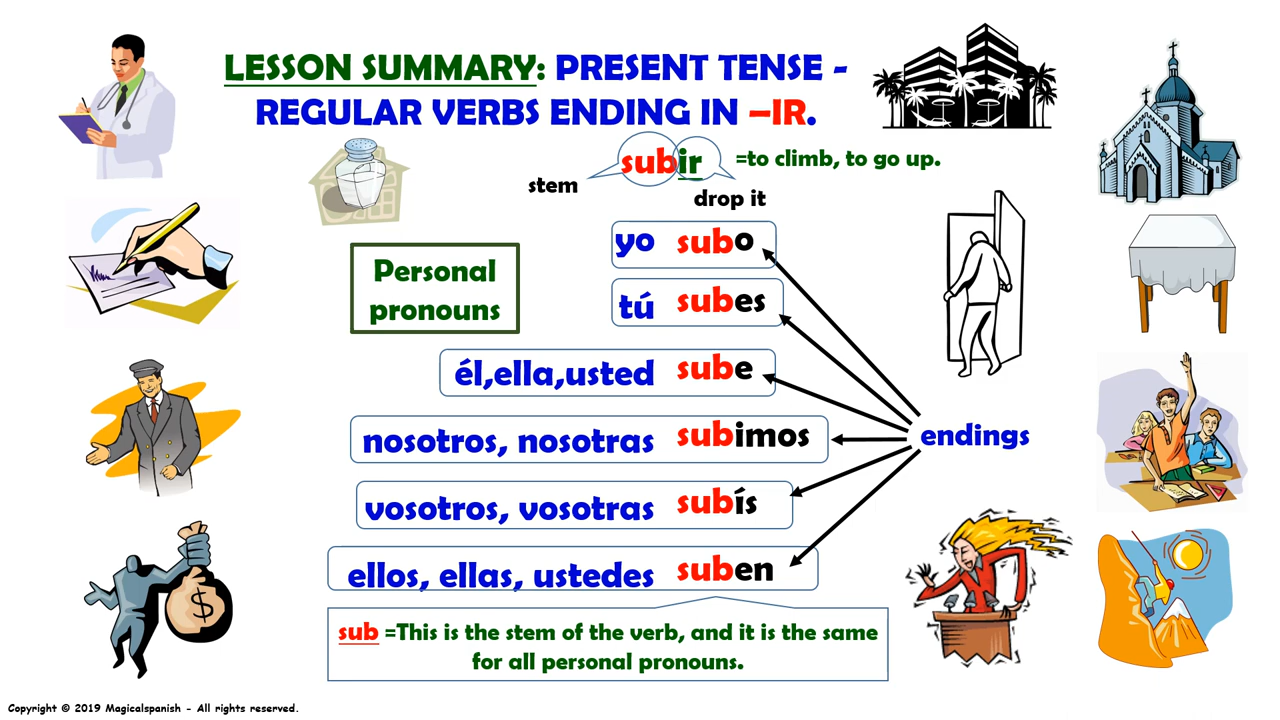 LESSON SUMMARY: PRESENT TENSE -
REGULAR VERBS ENDING IN –IR.
subir =to climb, to go up.
stem
drop it
Personal
pronouns
yo subo
tú subes
él,ella,usted sube
nosotros, nosotras subimos
endings
vosotros, vosotras subís
ellos, ellas, ustedes suben
sub =This is the stem of the verb, and it is the same
for all personal pronouns.
$
Copyright © 2019 Magicalspanish - All rights reserved.